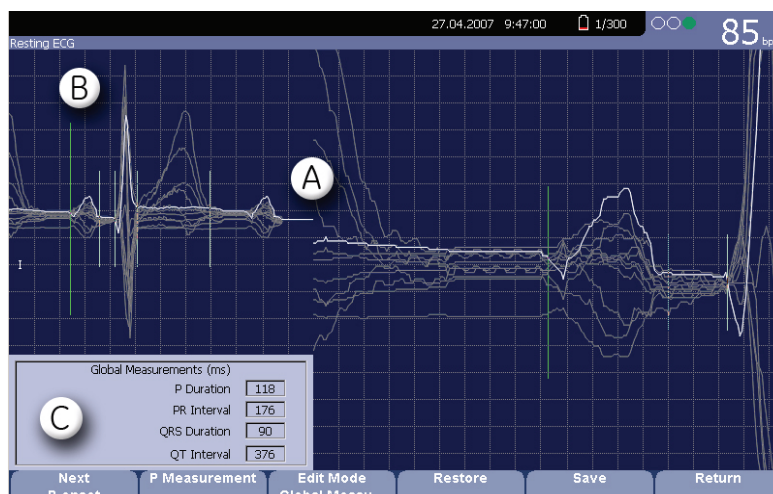 27.04.2007 9:47:00 1/300 85 bp
Resting ECG
B
A
I
Global Measurements (ms)
P Duration 118
PR Interval 176
QRS Duration 90
QT Interval 376
C
Next P Measurement Edit Mode Restore Save Return